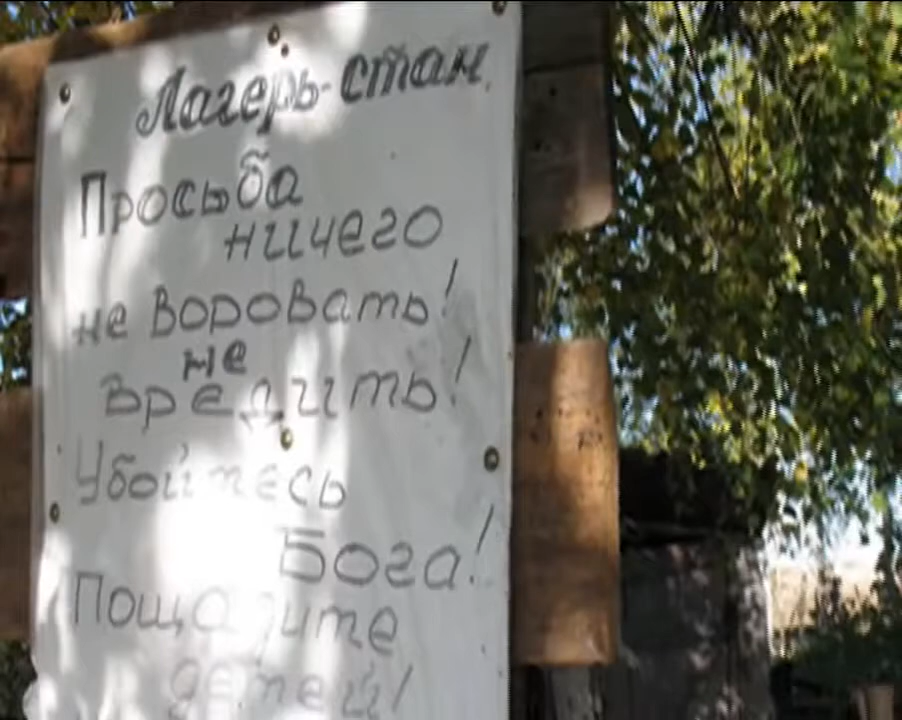 Лагерь-стан
Просьба
ничего
не воровать!
не
вредить!
Убойтесь
Бога!
Пощадите
детей!